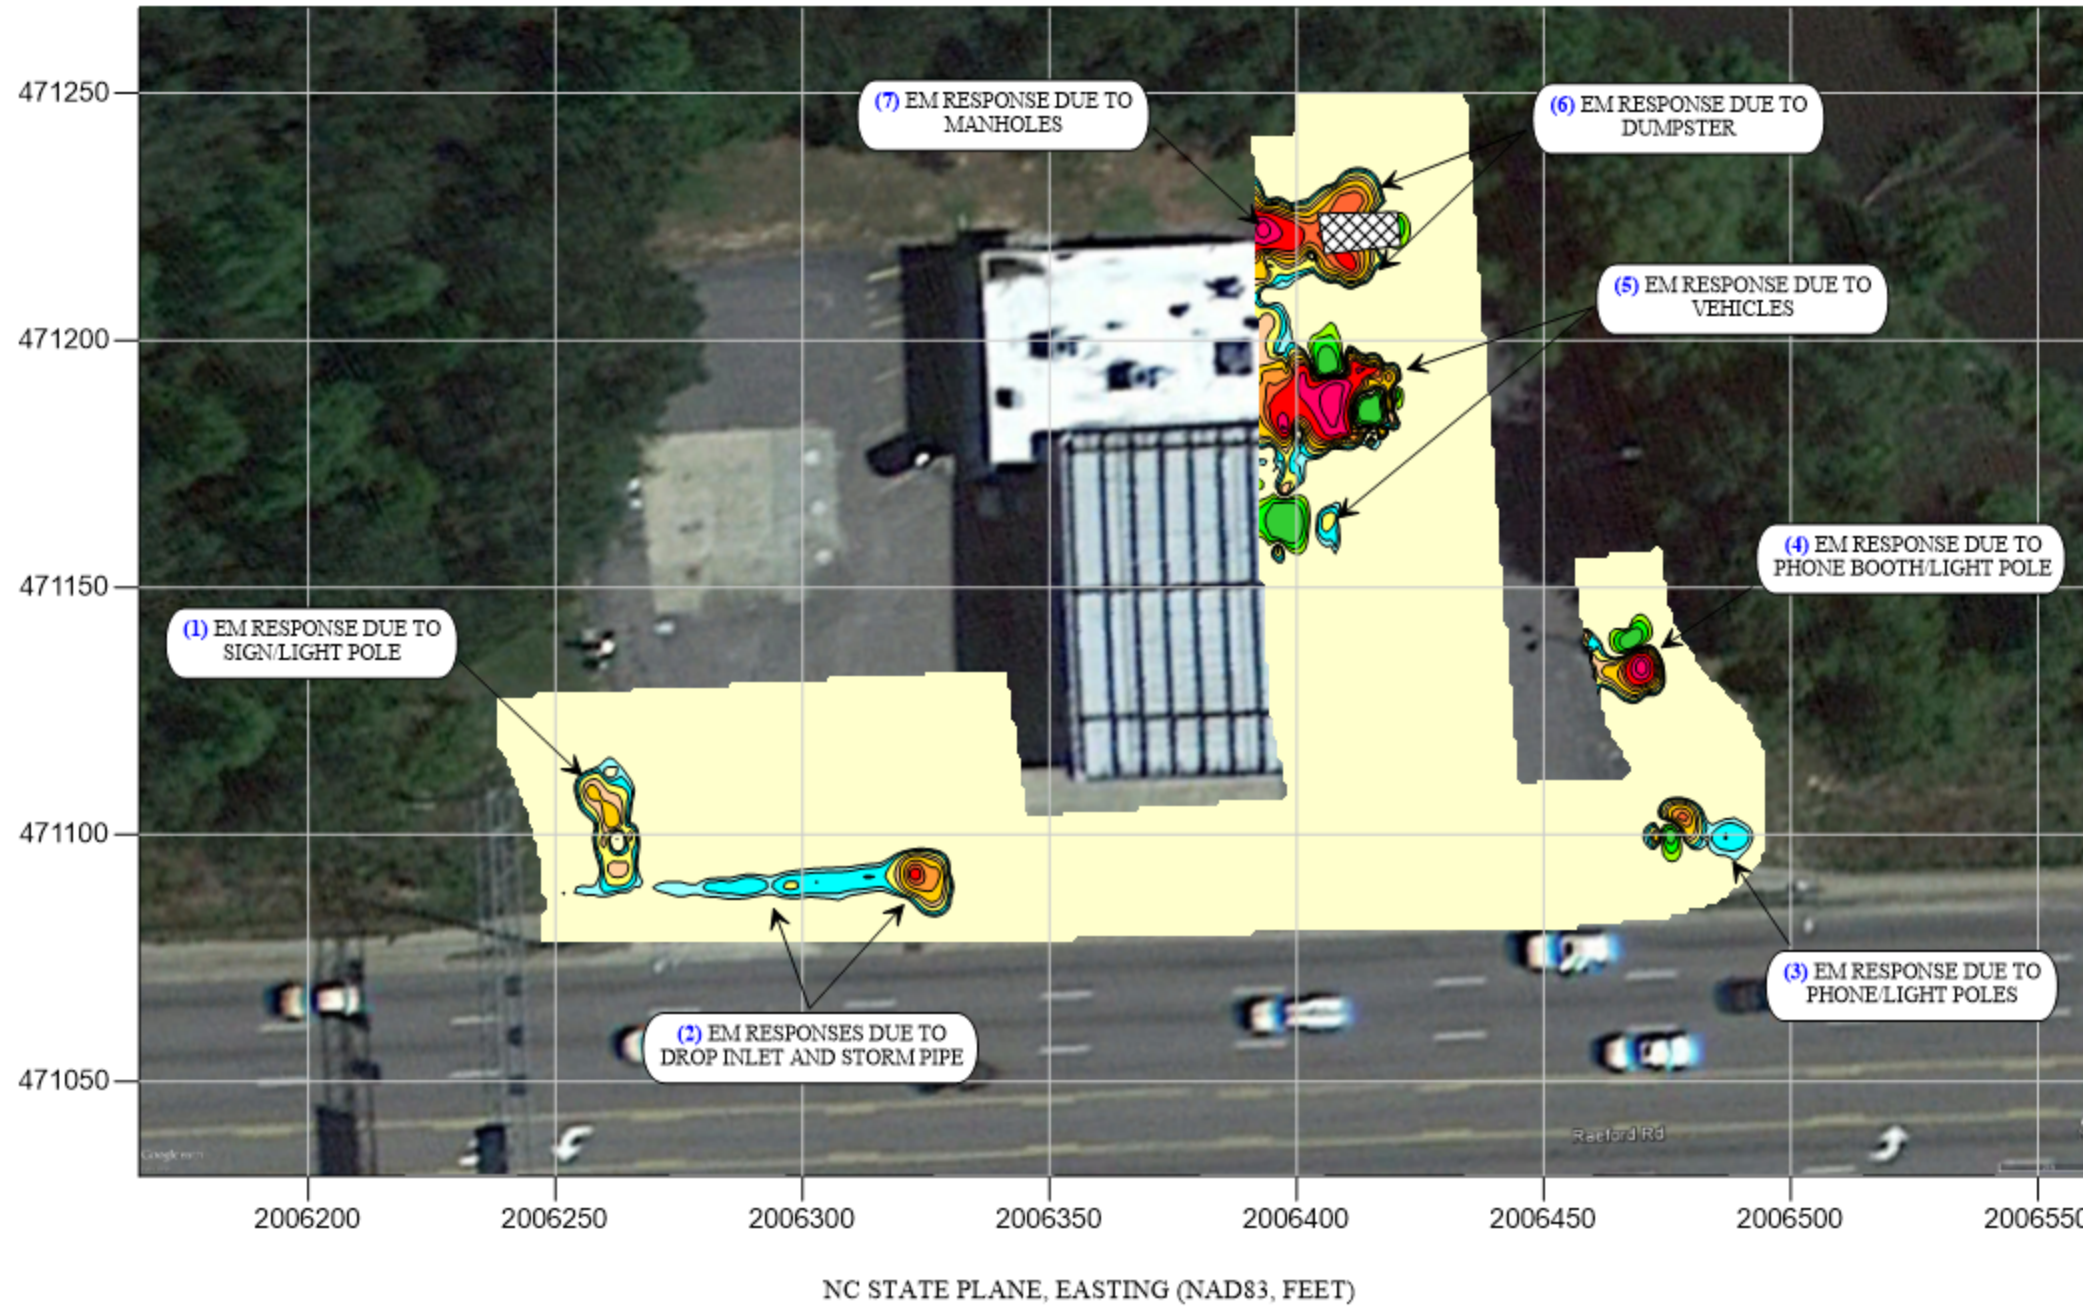 471250
(7) EM RESPONSE DUE TO
MANHOLES
(6) EM RESPONSE DUE TO
DUMPSTER
(5) EM RESPONSE DUE TO
VEHICLES
471200
471150
(4) EM RESPONSE DUE TO
PHONE BOOTH/LIGHT POLE
(1) EM RESPONSE DUE TO
SIGN/LIGHT POLE
471100
(3) EM RESPONSE DUE TO
PHONE/LIGHT POLES
(2) EM RESPONSES DUE TO
DROP INLET AND STORM PIPE
471050
Raeford Rd
Google
2006200
2006250
2006300
2006350
2006400
2006450
2006500
2006550
NC STATE PLANE, EASTING (NAD83, FEET)